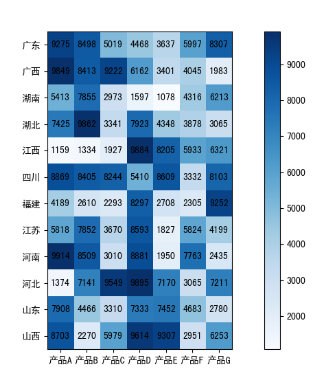 广东 9275 8498 5019 4468 3637 5997 8307
广西 9849 8413 9222 6162 3401 4045 1983
湖南 5413 7855 2973 1597 1078 4316 6213
湖北 7425 9862 3341 7923 4348 3878 3065
江西 1159 1334 1927 9884 8205 5933 6321
四川 8869 8405 8244 5410 8609 3332 8103
福建 4189 2610 2293 8297 2708 2305 9252
江苏 5818 7852 3670 8593 1827 5824 4199
河南 9914 8509 3010 8881 1950 7763 2435
河北 1374 7141 9549 9895 7170 3065 7211
山东 7908 4466 3310 7333 7452 4683 2780
山西 8703 2270 5979 9614 9307 2951 6253
产品A 产品B 产品C 产品D 产品E 产品F 产品G
9000
8000
7000
6000
5000
4000
3000
2000